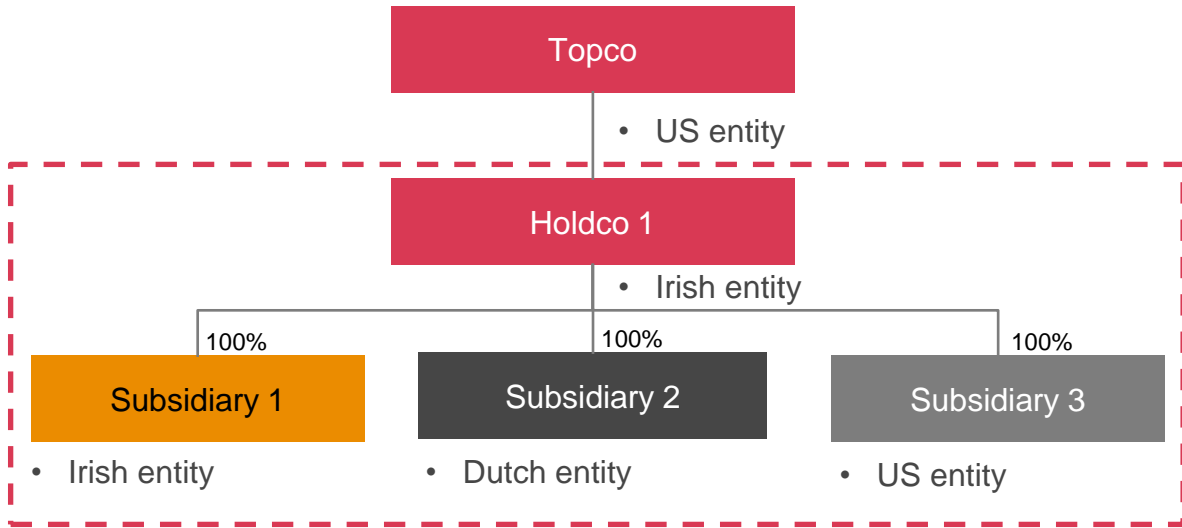 Topco
• US entity
Holdco 1
• Irish entity
100%
100%
100%
Subsidiary 1
Subsidiary 2
Subsidiary 3
• Irish entity
• Dutch entity
• US entity